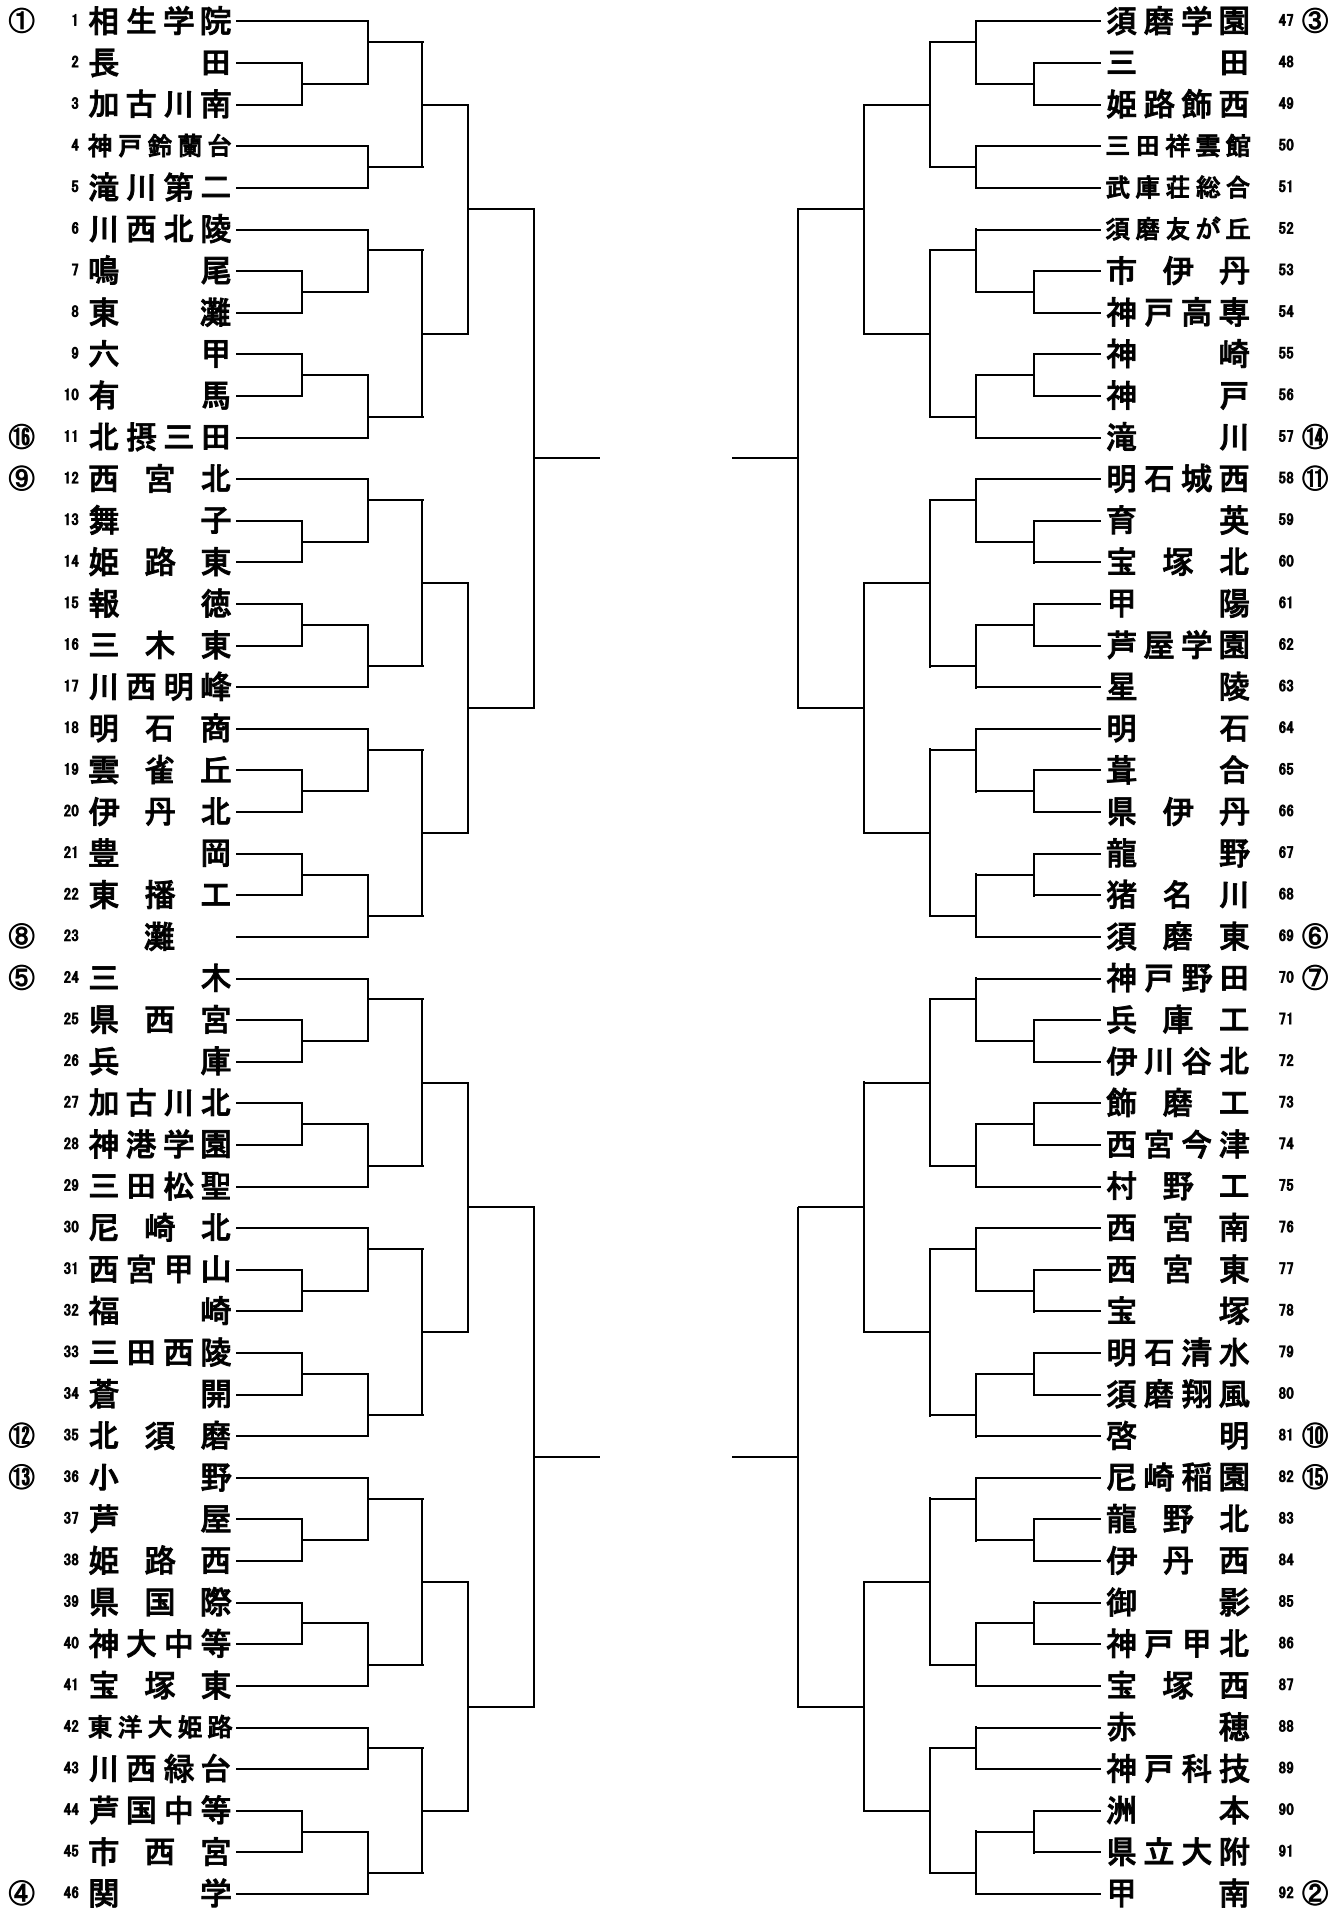 ① 1 相生学院
2 長田
3 加古川南
4 神戸鈴蘭台
5 滝川第二
6 川西北陵
7 鳴尾
8 東灘
9 六甲
10 有馬
⑯ 11 北摂三田
⑨ 12 西宮北
13 舞子
14 姫路東
15 報徳
16 三木東
17 川西明峰
18 明石商
19 雲雀丘
20 伊丹北
21 豊岡
22 東播工
⑧ 23 灘
⑤ 24 三木
25 県西宮
26 兵庫
27 加古川北
28 神港学園
29 三田松聖
30 尼崎北
31 西宮甲山
32 福崎
33 三田西陵
34 蒼開
⑫ 35 北須磨
⑬ 36 小野
37 芦屋
38 姫路西
39 県国際
40 神大中等
41 宝塚東
42 東洋大姫路
43 川西緑台
44 芦国中等
45 市西宮
④ 46 関学
須磨学園 47 ③
三田 48
姫路飾西 49
三田祥雲館 50
武庫荘総合 51
須磨友が丘 52
市伊丹 53
神戸高専 54
神崎 55
神戸 56
滝川 57 ⑭
明石城西 58 ⑪
育英 59
宝塚北 60
甲陽 61
芦屋学園 62
星陵 63
明石 64
葺合 65
県伊丹 66
龍野 67
猪名川 68
須磨東 69 ⑥
神戸野田 70 ⑦
兵庫工 71
伊川谷北 72
飾磨工 73
西宮今津 74
村野工 75
西宮南 76
西宮東 77
宝塚 78
明石清水 79
須磨翔風 80
啓明 81 ⑩
尼崎稲園 82 ⑮
龍野北 83
伊丹西 84
御影 85
神戸甲北 86
宝塚西 87
赤穂 88
神戸科技 89
洲本 90
県立大附 91
甲南 92 ②